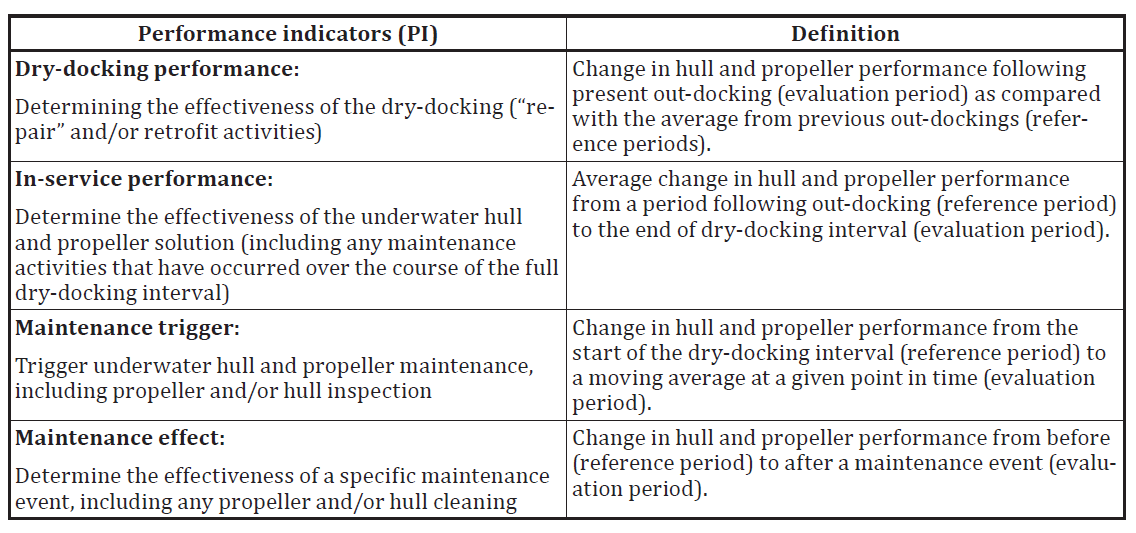 Performance indicators (PI)
Definition
Dry-docking performance:
Determining the effectiveness of the dry-docking (“re-
pair” and/or retrofit activities)
Change in hull and propeller performance following
present out-docking (evaluation period) as compared
with the average from previous out-dockings (refer-
ence periods).
In-service performance:
Determine the effectiveness of the underwater hull
and propeller solution (including any maintenance
activities that have occurred over the course of the full
dry-docking interval)
Average change in hull and propeller performance
from a period following out-docking (reference period)
to the end of dry-docking interval (evaluation period).
Maintenance trigger:
Trigger underwater hull and propeller maintenance,
including propeller and/or hull inspection
Change in hull and propeller performance from the
start of the dry-docking interval (reference period) to
a moving average at a given point in time (evaluation
period).
Maintenance effect:
Determine the effectiveness of a specific maintenance
event, including any propeller and/or hull cleaning
Change in hull and propeller performance from before
(reference period) to after a maintenance event (evalu-
ation period).